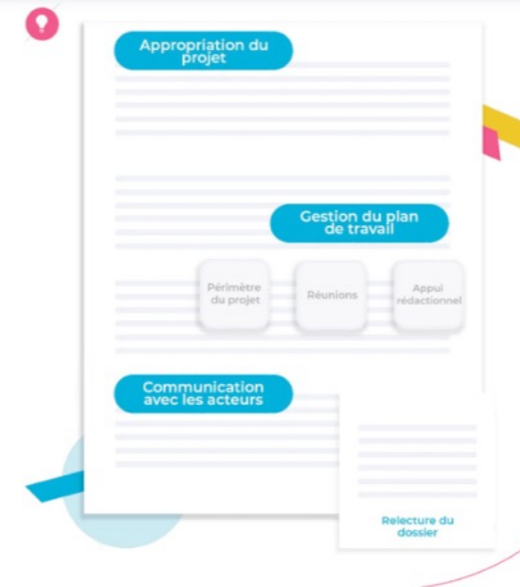 Appropriation du
projet
Gestion du plan
de travail
Périmètre
du projet
Réunions
Appui
rédactionnel
Communication
avec les acteurs
Relecture du
dossier